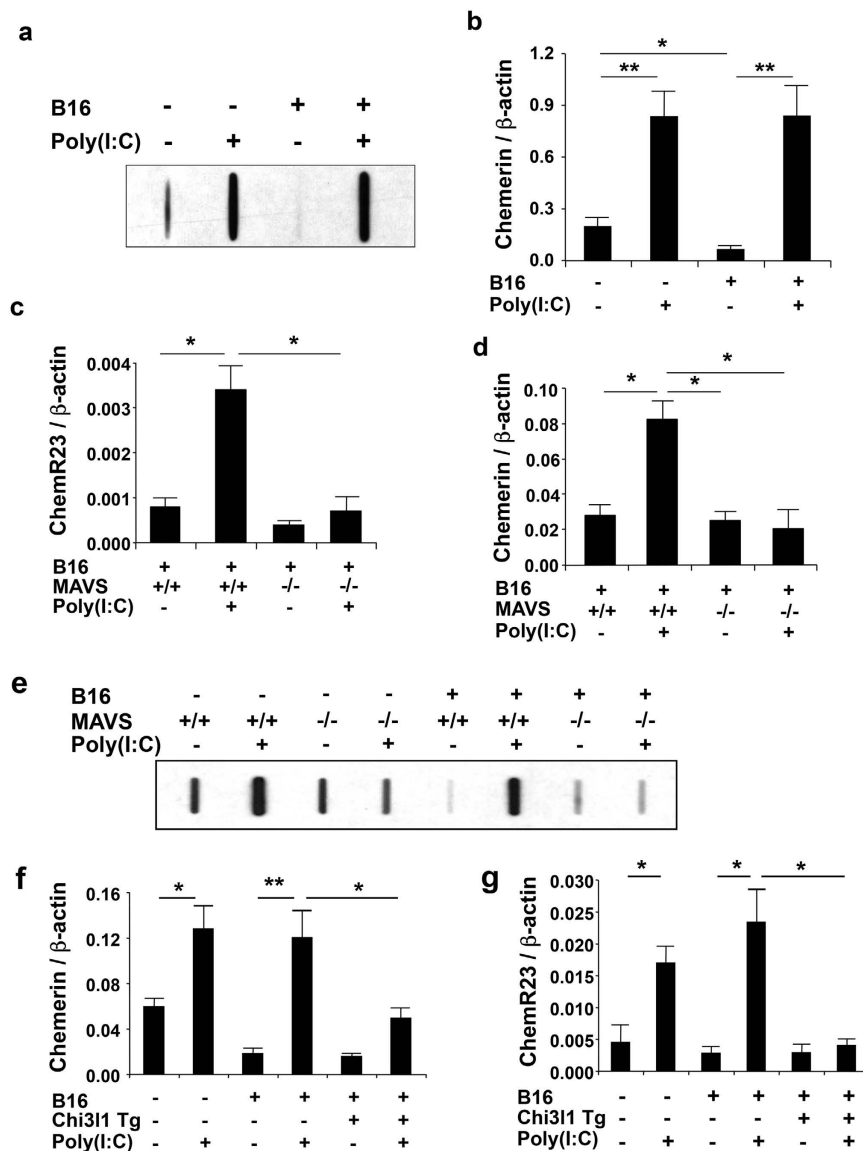 a
B16 - - + +
Poly(I:C) - + - +
b
Chemerin / β-actin
1.2
0.9
0.6
0.3
0.0
* ** **
B16 - - + +
Poly(I:C) - + - +
c
ChemR23 / β-actin
0.004
0.003
0.002
0.001
0.000
* *
B16 + + + +
MAVS +/+ +/+ -/- -/-
Poly(I:C) - + - +
d
Chemerin / β-actin
0.10
0.08
0.06
0.04
0.02
0.00
* * *
B16 + + + +
MAVS +/+ +/+ -/- -/-
Poly(I:C) - + - +
e
B16 - - - - + + + +
MAVS +/+ +/+ -/- -/- +/+ +/+ -/- -/-
Poly(I:C) - + - + - + - +
f
Chemerin / β-actin
0.16
0.12
0.08
0.04
0.00
* ** *
B16 - - + + + +
Chi3l1 Tg - - - - + +
Poly(I:C) - + - + - +
g
ChemR23 / β-actin
0.030
0.025
0.020
0.015
0.010
0.005
0.000
* * *
B16 - - + + + +
Chi3l1 Tg - - - - + +
Poly(I:C) - + - + - +